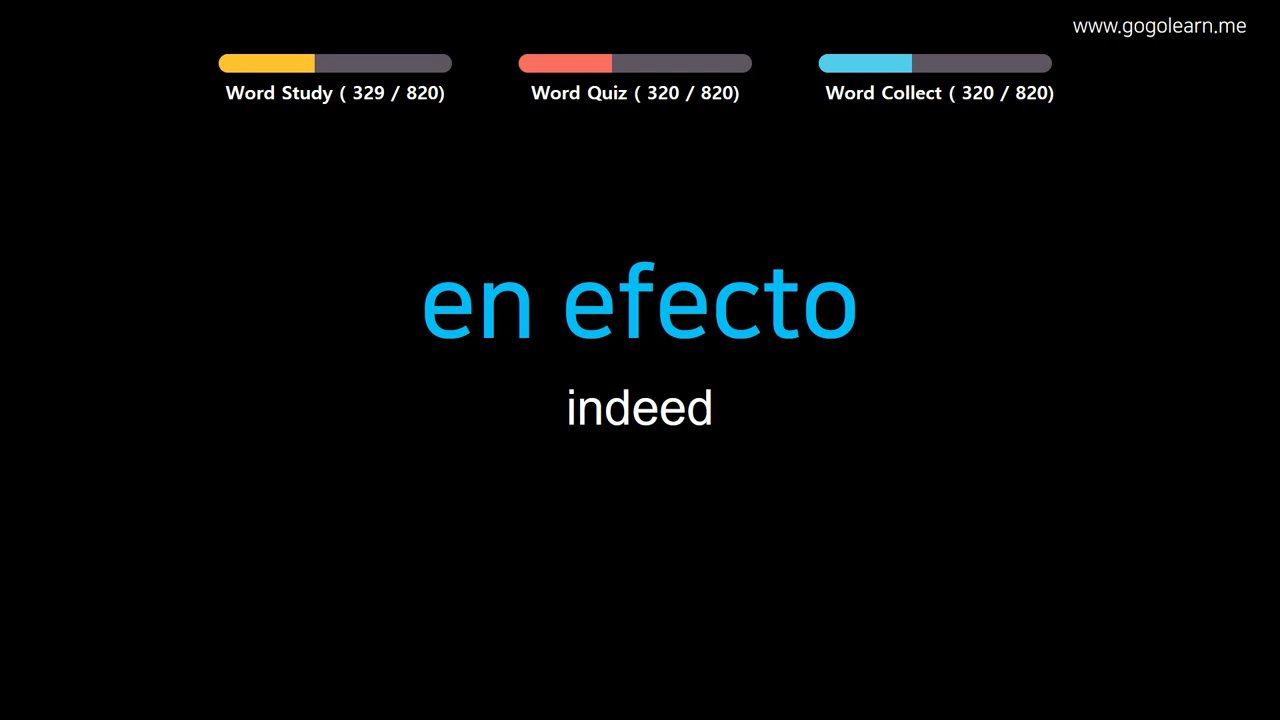 www.gogolearn.me
Word Study ( 329 / 820)
Word Quiz ( 320 / 820)
Word Collect ( 320 / 820)
en efecto
indeed